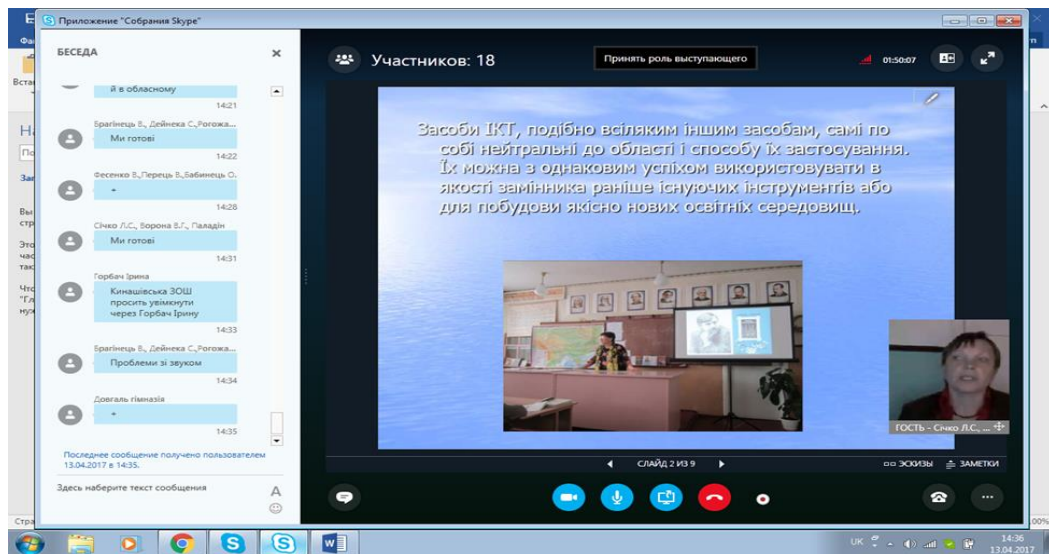 Приложение "Собрания Skype"
БЕСЕДА
й в обласному
14:21
Брагінець В., Дейнека С.,Рогожа...
Ми готові
14:22
Фесенко В.,Перець В.,Бабинець О.
+
14:28
Січко Л.С., Ворона В.Г., Паладін
Ми готові
14:31
Горбач Ірина
Кинашівська ЗОШ
просить увімкнути
через Горбач Ірину
14:33
Брагінець В., Дейнека С.,Рогожа...
Проблеми зі звуком
14:34
Довгаль гімназія
+
14:35
Последнее сообщение получено пользователем
13.04.2017 в 14:35.
Здесь наберите текст сообщения
A
Участников: 18
Принять роль выступающего
01:50:07
Засоби ІКТ, подібно всіляким іншим засобам, самі по
собі нейтральні до області і способу їх застосування.
Їх можна з однаковим успіхом використовувати в
якості замінника раніше існуючих інструментів або
для побудови якісно нових освітніх середовищ.
ГОСТЬ - Січко Л.С., ...
СЛАЙД 2 ИЗ 9
ЭСКИЗЫ
ЗАМЕТКИ
UK
14:36
13.04.2017